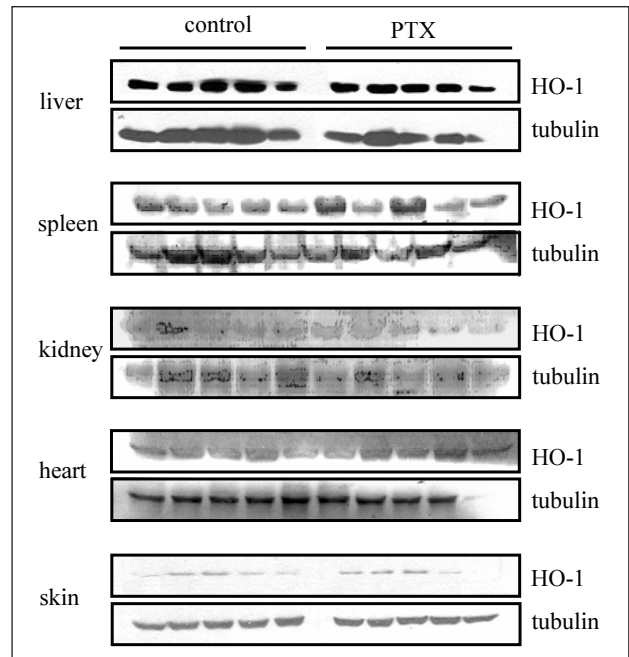 control PTX
liver HO-1
tubulin
spleen HO-1
tubulin
kidney HO-1
tubulin
heart HO-1
tubulin
skin HO-1
tubulin